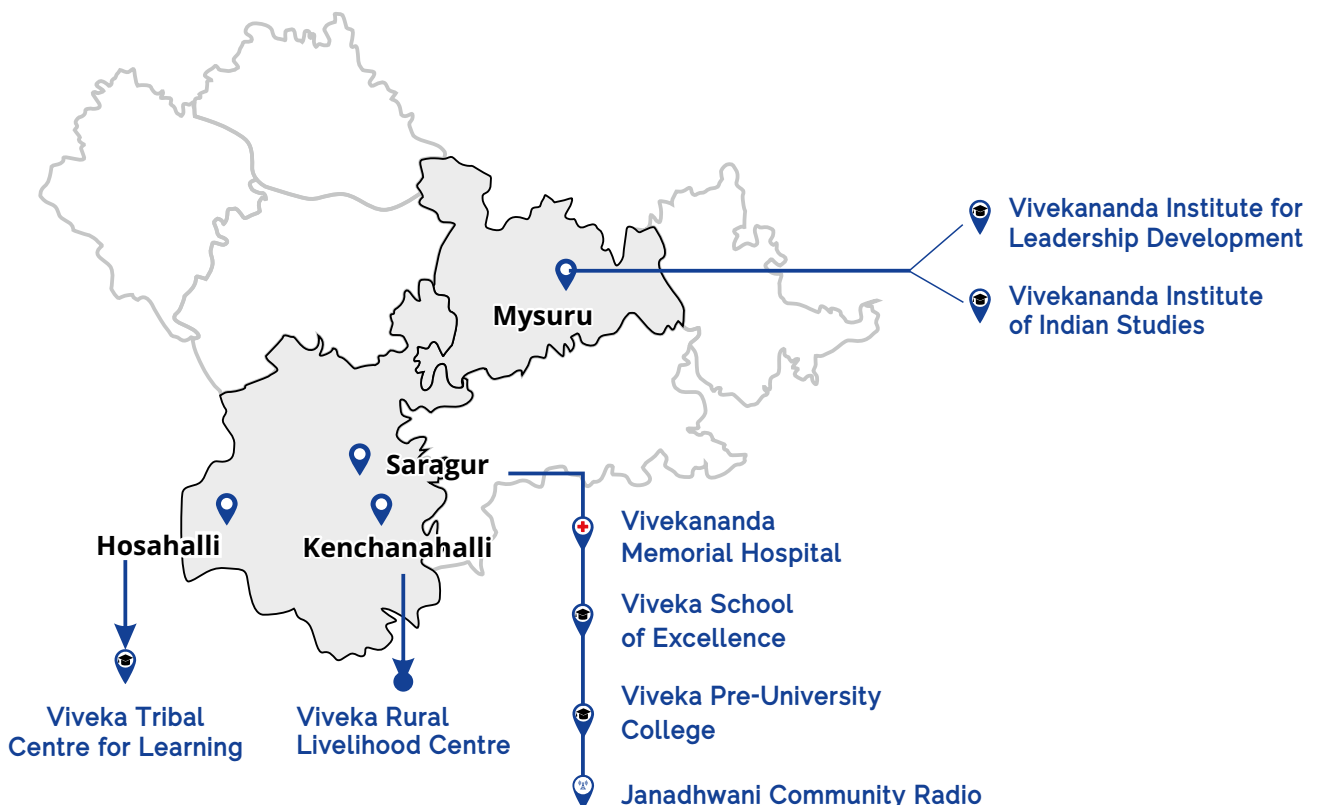 Vivekananda Institute for
Leadership Development
Vivekananda Institute
of Indian Studies
Mysuru
Saragur
Hosahalli
Kenchanahalli
Vivekananda
Memorial Hospital
Viveka School
of Excellence
Viveka Pre-University
College
Janadhwani Community Radio
Viveka Tribal
Centre for Learning
Viveka Rural
Livelihood Centre